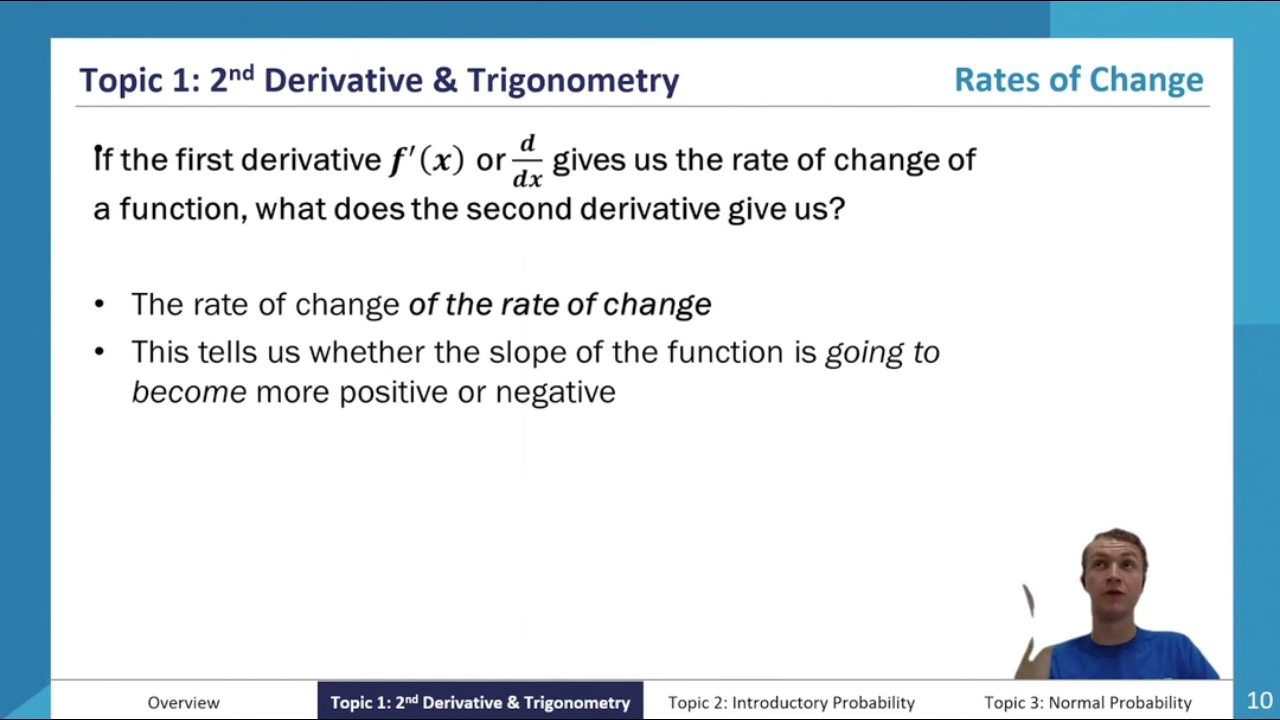 Topic 1: 2nd Derivative & Trigonometry
Rates of Change
If the first derivative f′(x) or d/dx gives us the rate of change of
a function, what does the second derivative give us?
• The rate of change of the rate of change
• This tells us whether the slope of the function is going to
become more positive or negative
Overview
Topic 1: 2nd Derivative & Trigonometry
Topic 2: Introductory Probability
Topic 3: Normal Probability
10